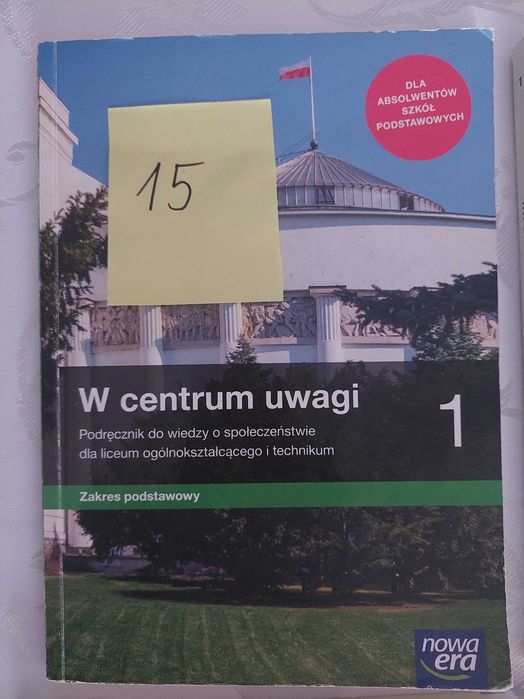 DLA
ABSOLWENTÓW
SZKÓŁ
PODSTAWOWYCH
15
W centrum uwagi
1
Podręcznik do wiedzy o społeczeństwie
dla liceum ogólnokształcącego i technikum
Zakres podstawowy
nowa
era